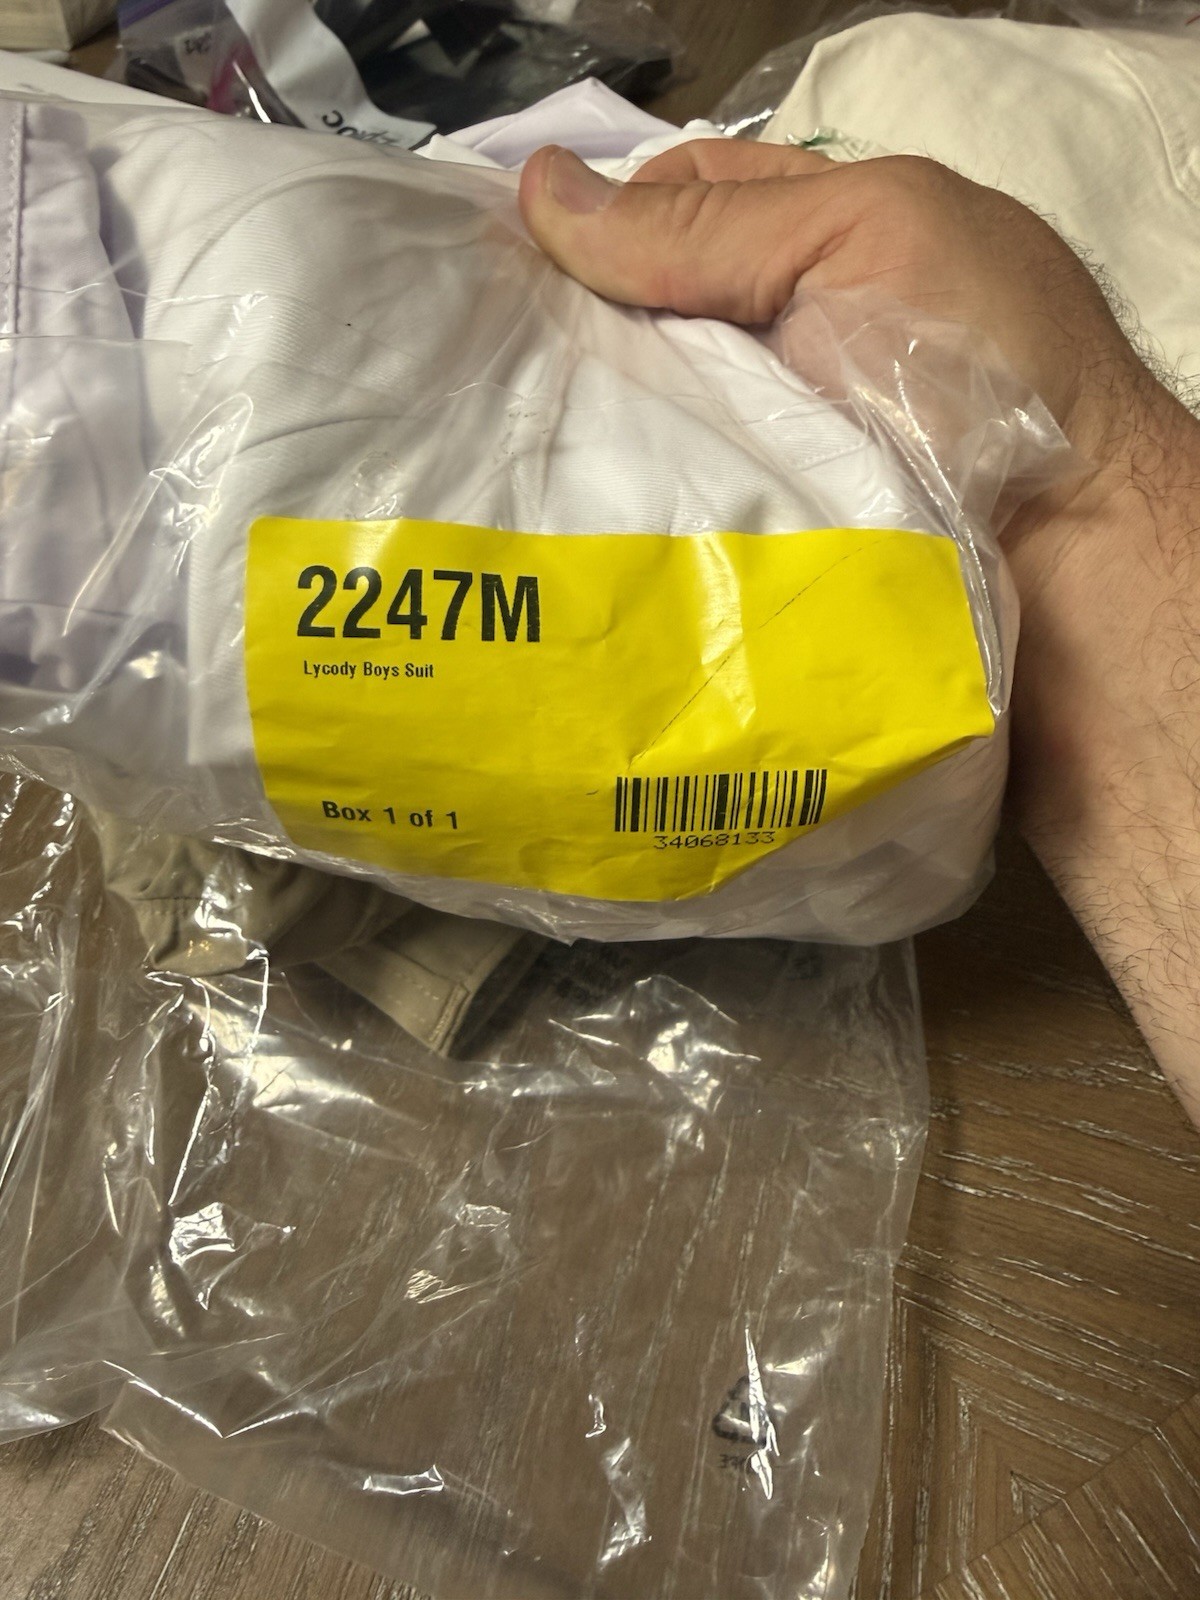 2247M
Lycody Boys Suit
Box 1 of 1
34068133